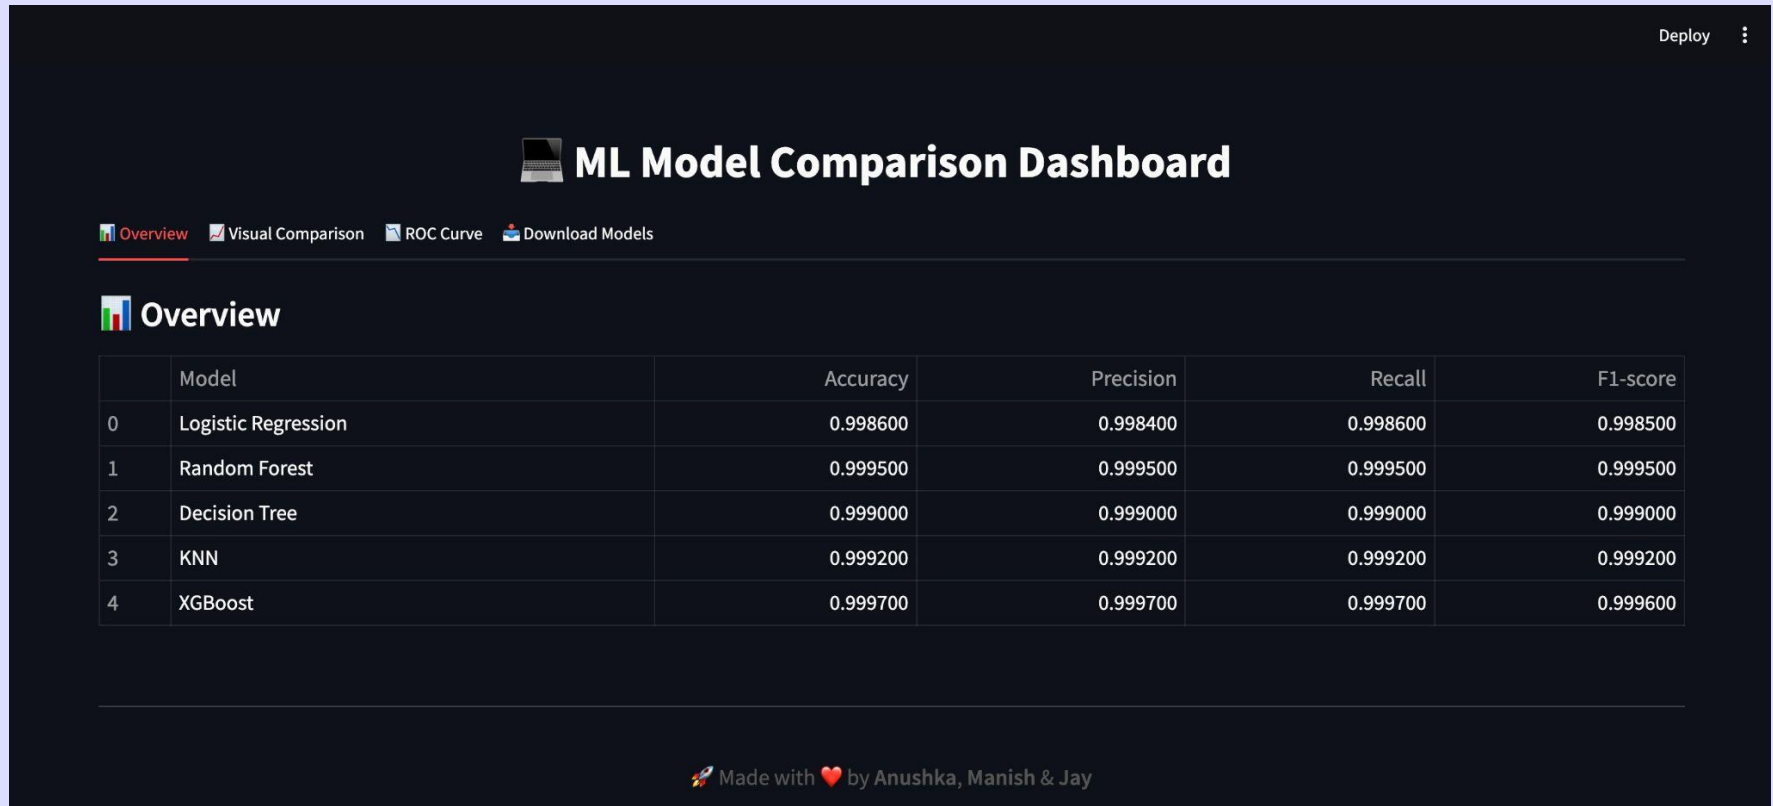 Deploy
💻 ML Model Comparison Dashboard
📊 Overview 📈 Visual Comparison 📉 ROC Curve 📥 Download Models
📊 Overview
Model Accuracy Precision Recall F1-score
0 Logistic Regression 0.998600 0.998400 0.998600 0.998500
1 Random Forest 0.999500 0.999500 0.999500 0.999500
2 Decision Tree 0.999000 0.999000 0.999000 0.999000
3 KNN 0.999200 0.999200 0.999200 0.999200
4 XGBoost 0.999700 0.999700 0.999700 0.999600
🚀 Made with ❤️ by Anushka, Manish & Jay